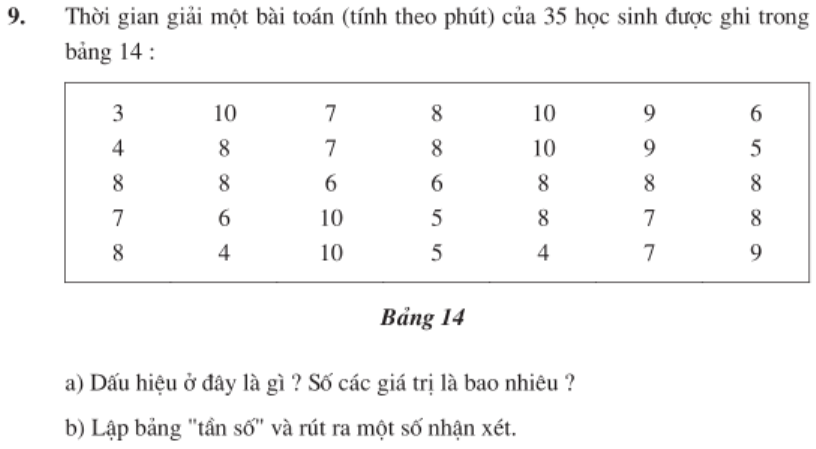 9. Thời gian giải một bài toán (tính theo phút) của 35 học sinh được ghi trong
bảng 14 :
3 10 7 8 10 9 6
4 8 7 8 10 9 5
8 8 6 6 8 8 8
7 6 10 5 8 7 8
8 4 10 5 4 7 9
Bảng 14
a) Dấu hiệu ở đây là gì ? Số các giá trị là bao nhiêu ?
b) Lập bảng "tần số" và rút ra một số nhận xét.